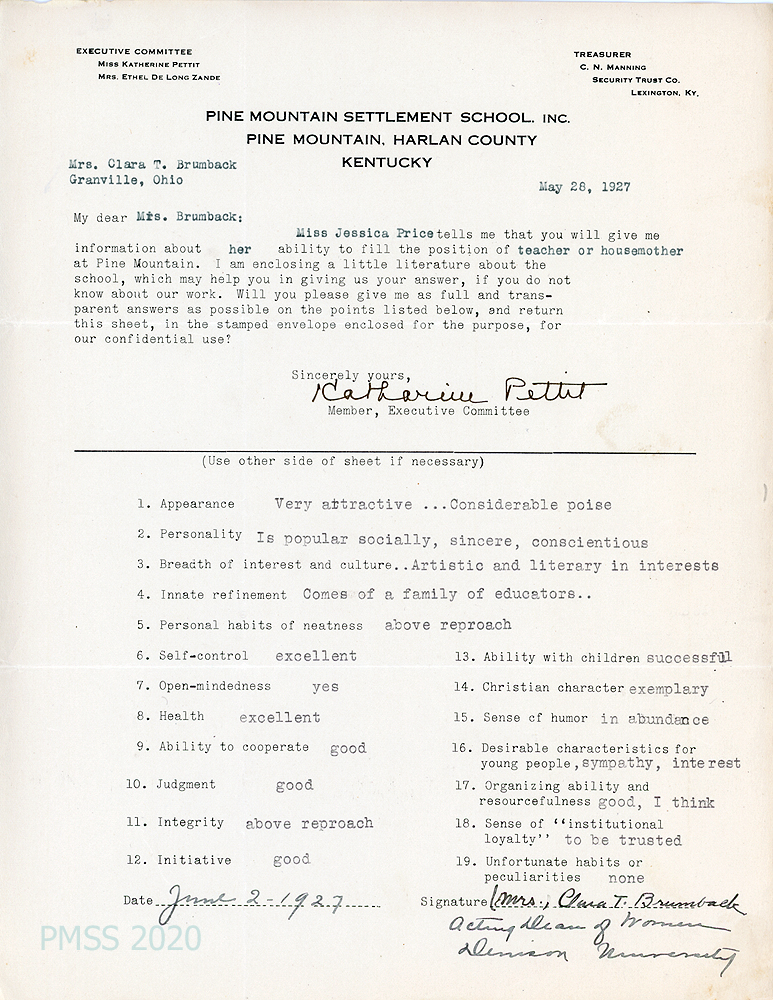 EXECUTIVE COMMITTEE
MISS KATHERINE PETTIT
MRS. ETHEL DE LONG ZANDE
TREASURER
C. N. MANNING
SECURITY TRUST CO.
LEXINGTON, KY.
PINE MOUNTAIN SETTLEMENT SCHOOL, INC.
PINE MOUNTAIN, HARLAN COUNTY
KENTUCKY
Mrs. Clara T. Brumback
Granville, Ohio
May 28, 1927
My dear Mrs. Brumback:
Miss Jessica Price tells me that you will give me
information about her ability to fill the position of teacher or housemother
at Pine Mountain. I am enclosing a little literature about the
school, which may help you in giving us your answer, if you do not
know about our work. Will you please give me as full and trans-
parent answers as possible on the points listed below, and return
this sheet, in the stamped envelope enclosed for the purpose, for
our confidential use?
Sincerely yours,
Katharine Pettit
Member, Executive Committee
(Use other side of sheet if necessary)
1. Appearance Very attractive ...Considerable poise
2. Personality Is popular socially, sincere, conscientious
3. Breadth of interest and culture..Artistic and literary in interests
4. Innate refinement Comes of a family of educators..
5. Personal habits of neatness above reproach
6. Self-control excellent
7. Open-mindedness yes
8. Health excellent
9. Ability to cooperate good
10. Judgment good
11. Integrity above reproach
12. Initiative good
13. Ability with children successful
14. Christian character exemplary
15. Sense of humor in abundance
16. Desirable characteristics for
young people, sympathy, interest
17. Organizing ability and
resourcefulness good, I think
18. Sense of "institutional
loyalty" to be trusted
19. Unfortunate habits or
peculiarities none
Date June 2-1927
Signature (Mrs.) Clara T. Brumback
Acting Dean of Women
Denison University
PMSS 2020